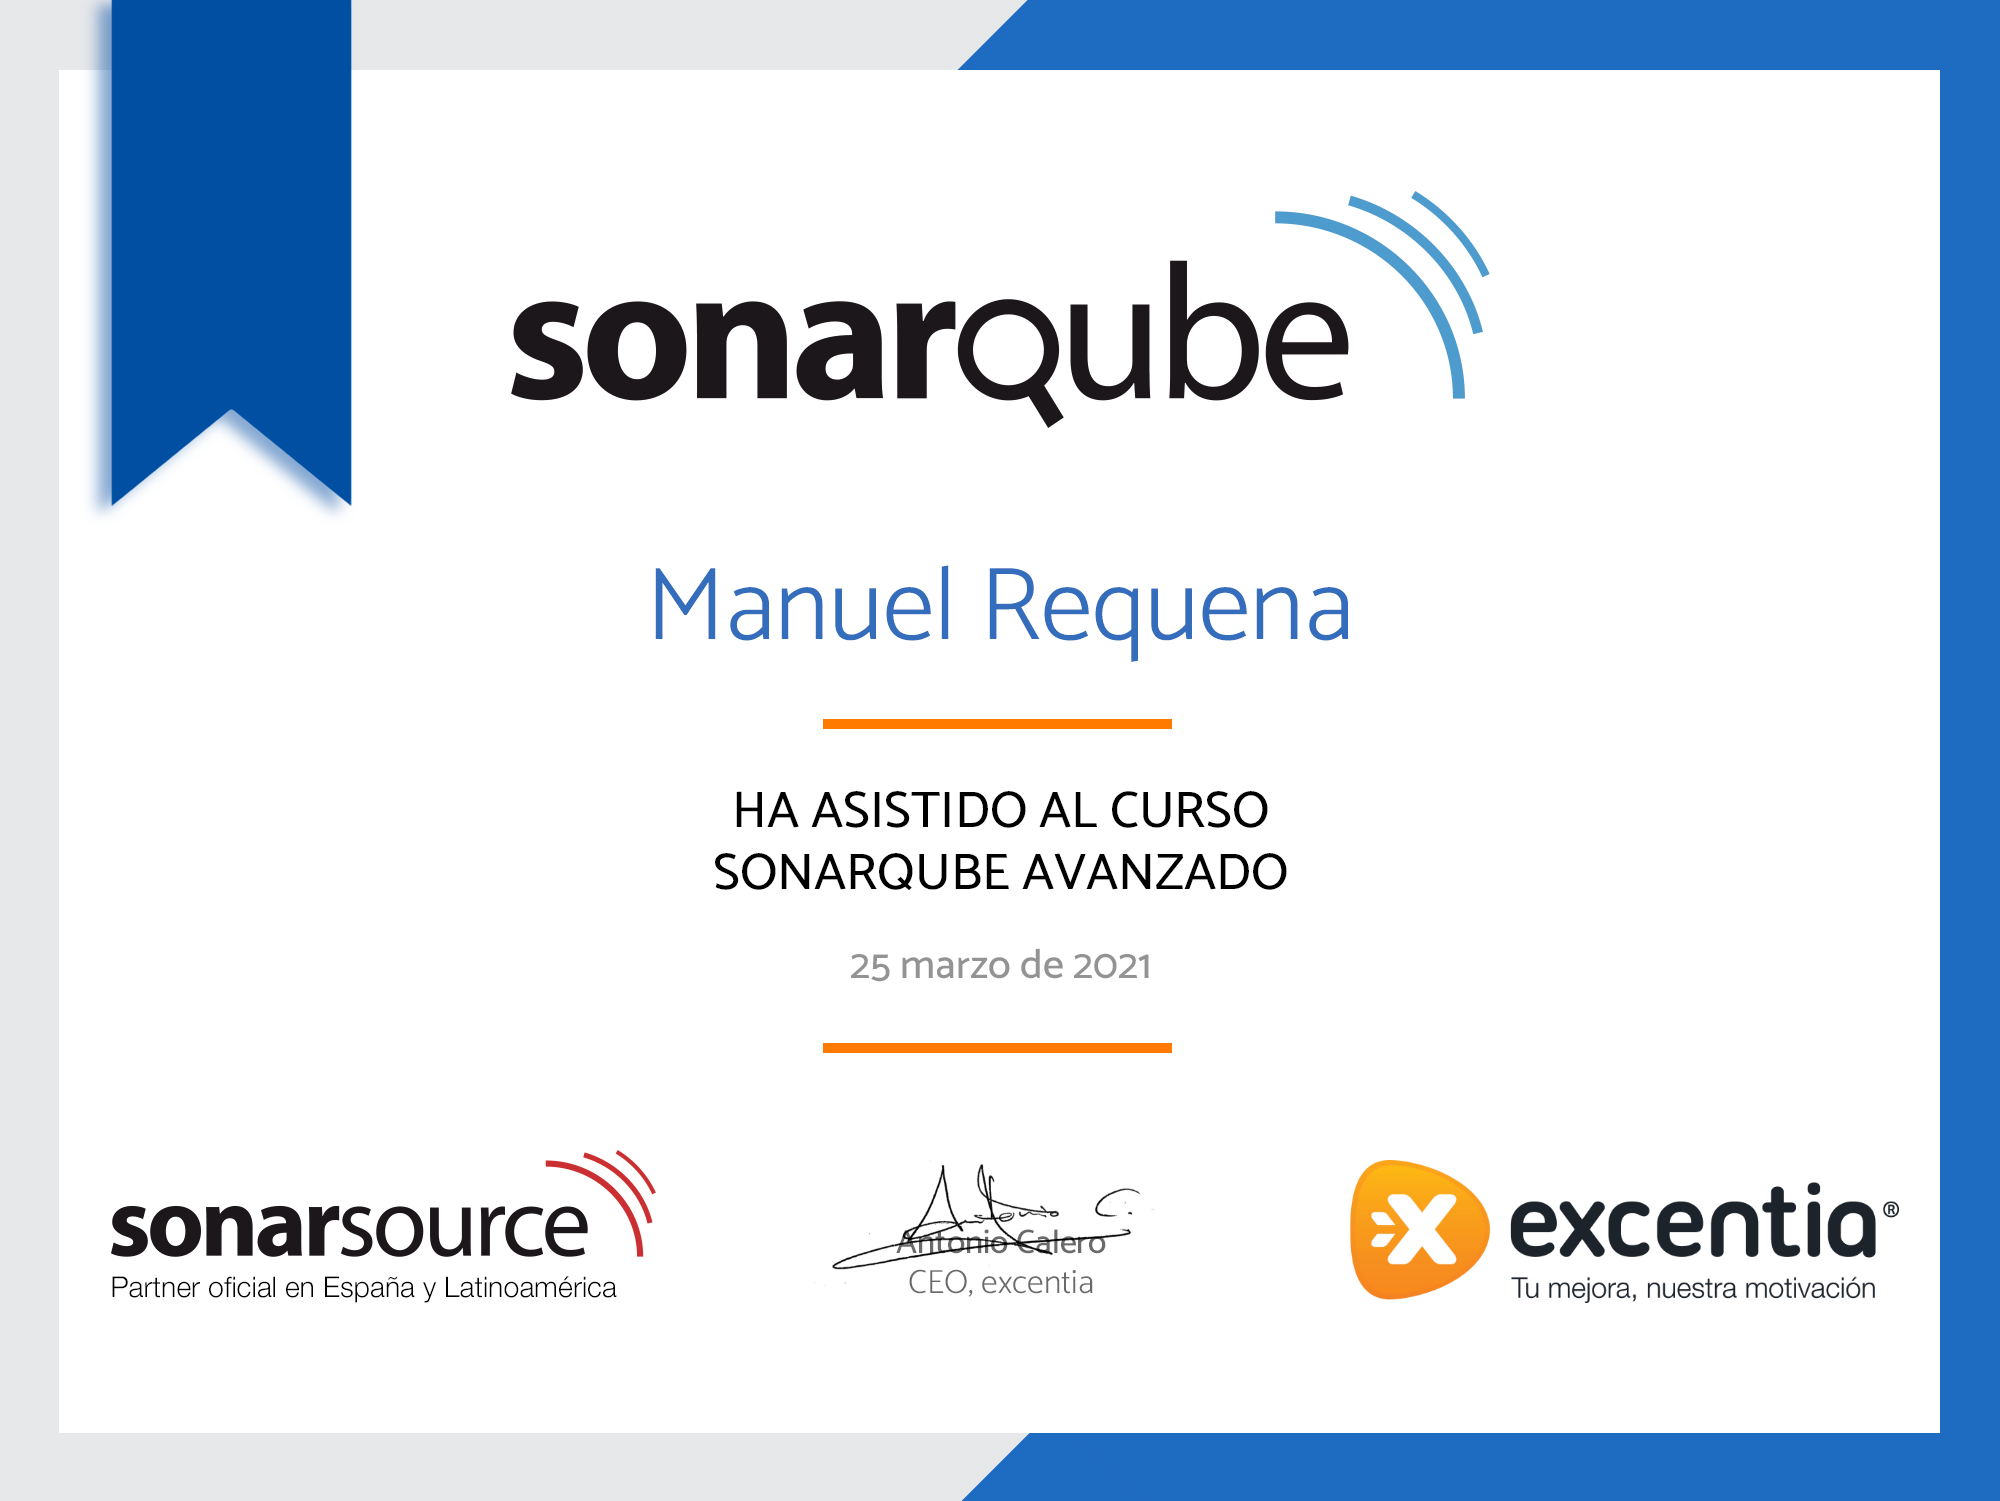 sonarqube
Manuel Requena
HA ASISTIDO AL CURSO
SONARQUBE AVANZADO
25 marzo de 2021
sonarsource
Partner oficial en España y Latinoamérica
Antonio C.
Antonio Calero
CEO, excentia
excentia®
Tu mejora, nuestra motivación